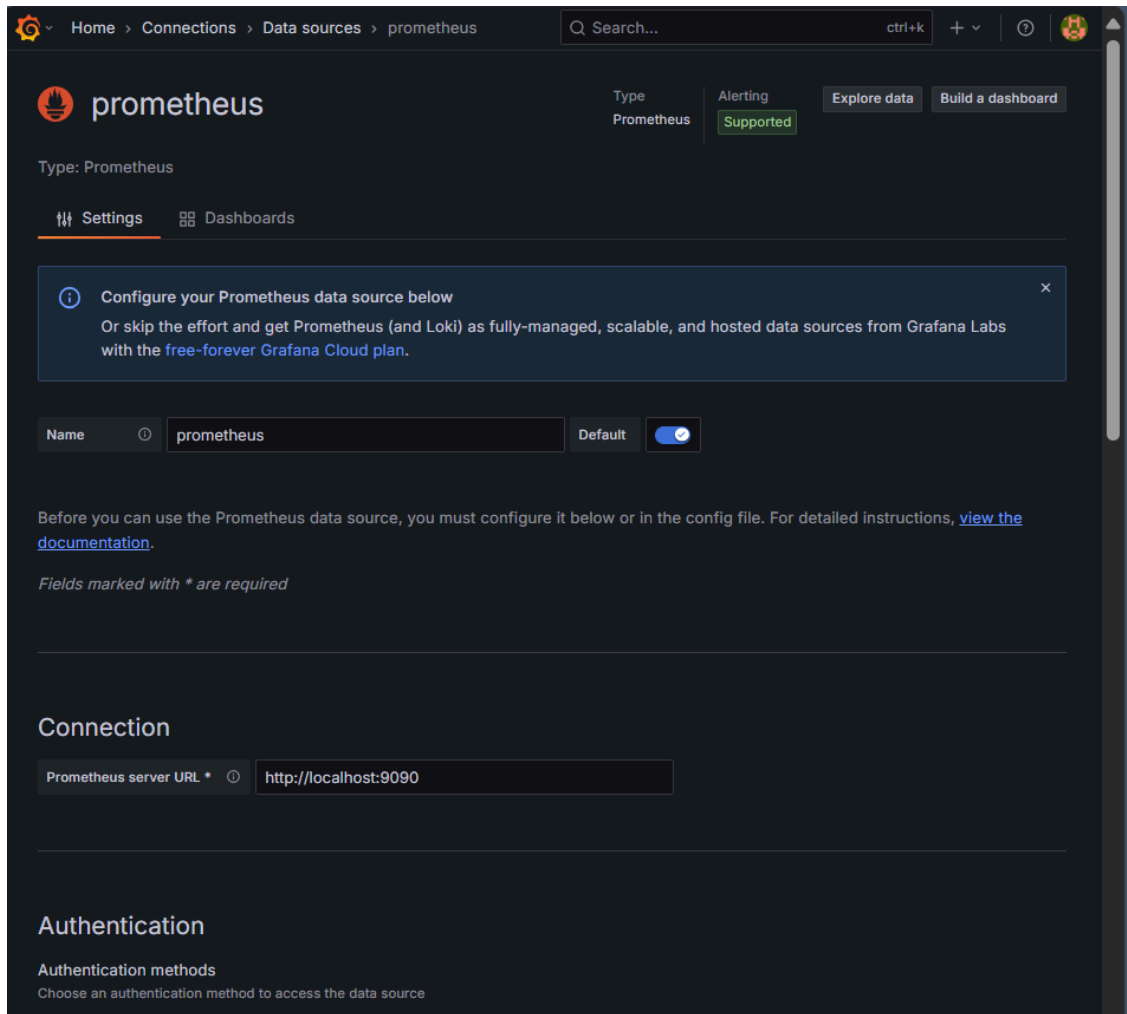 Home › Connections › Data sources › prometheus Search... ctrl+k
prometheus
Type
Prometheus
Alerting
Supported
Explore data Build a dashboard
Type: Prometheus
Settings Dashboards
Configure your Prometheus data source below
Or skip the effort and get Prometheus (and Loki) as fully-managed, scalable, and hosted data sources from Grafana Labs
with the free-forever Grafana Cloud plan.
Name prometheus Default
Before you can use the Prometheus data source, you must configure it below or in the config file. For detailed instructions, view the
documentation.
Fields marked with * are required
Connection
Prometheus server URL * http://localhost:9090
Authentication
Authentication methods
Choose an authentication method to access the data source